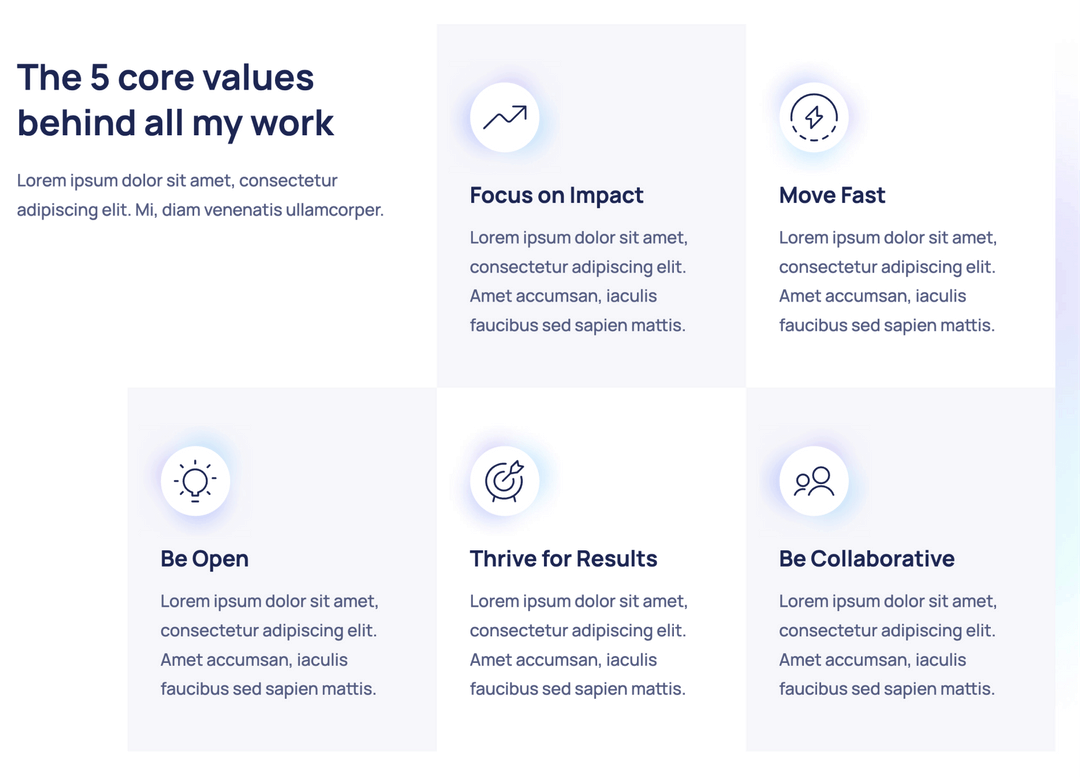 The 5 core values
behind all my work
Lorem ipsum dolor sit amet, consectetur
adipiscing elit. Mi, diam venenatis ullamcorper.
Focus on Impact
Lorem ipsum dolor sit amet,
consectetur adipiscing elit.
Amet accumsan, iaculis
faucibus sed sapien mattis.
Move Fast
Lorem ipsum dolor sit amet,
consectetur adipiscing elit.
Amet accumsan, iaculis
faucibus sed sapien mattis.
Be Open
Lorem ipsum dolor sit amet,
consectetur adipiscing elit.
Amet accumsan, iaculis
faucibus sed sapien mattis.
Thrive for Results
Lorem ipsum dolor sit amet,
consectetur adipiscing elit.
Amet accumsan, iaculis
faucibus sed sapien mattis.
Be Collaborative
Lorem ipsum dolor sit amet,
consectetur adipiscing elit.
Amet accumsan, iaculis
faucibus sed sapien mattis.